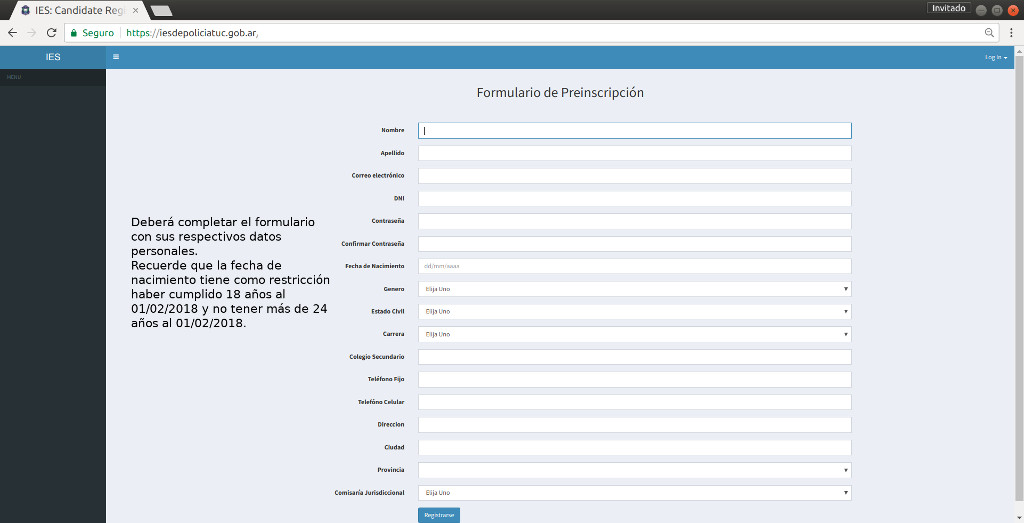 IES: Candidate Reg
Invitado
Seguro
https://iesdepoliciatuc.gob.ar,
IES
Log in
MENU
Formulario de Preinscripción
Nombre
Apellido
Correo electrónico
DNI
Contraseña
Confirmar Contraseña
Fecha de Nacimiento dd/mm/aaaa
Genero Elija Uno
Estado Civil Elija Uno
Carrera Elija Uno
Colegio Secundario
Teléfono Fijo
Telefóno Celular
Direccion
Ciudad
Provincia
Comisaría Jurisdiccional Elija Uno
Registrarse
Deberá completar el formulario
con sus respectivos datos
personales.
Recuerde que la fecha de
nacimiento tiene como restricción
haber cumplido 18 años al
01/02/2018 y no tener más de 24
años al 01/02/2018.